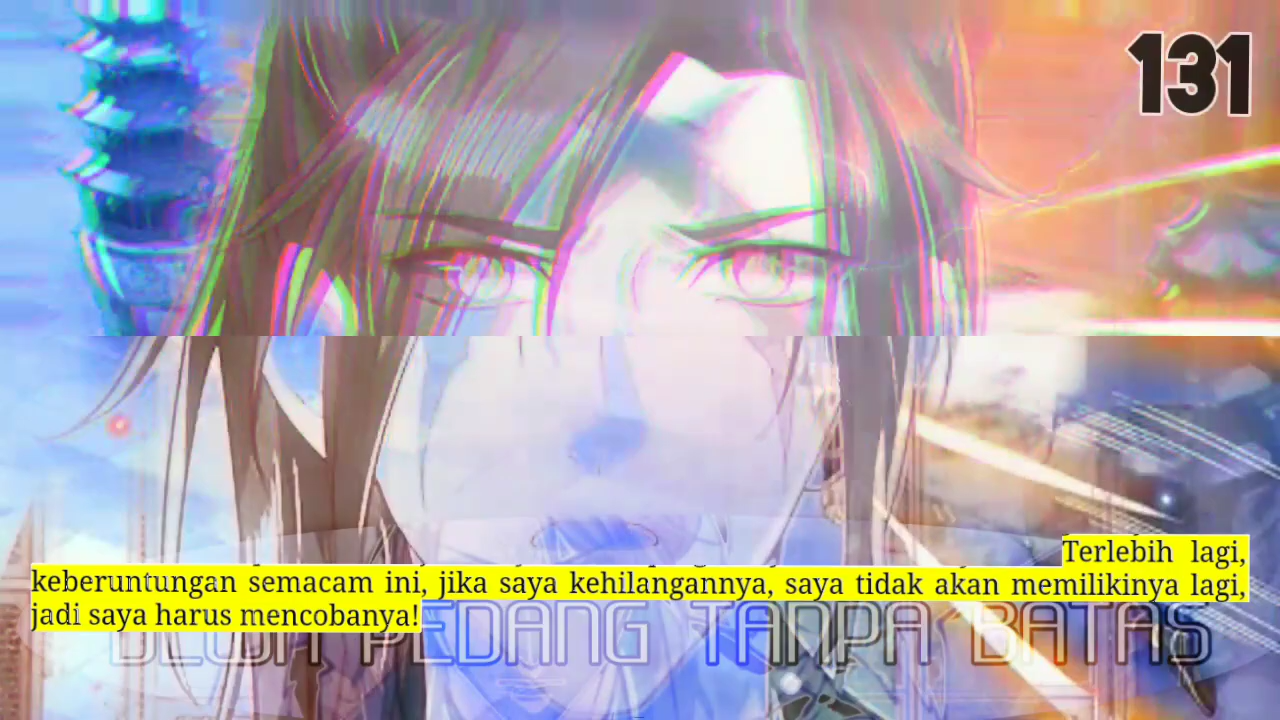 131
Terlebih lagi,
keberuntungan semacam ini, jika saya kehilangannya, saya tidak akan memilikinya lagi,
jadi saya harus mencobanya!
DEWA PEDANG TANPA BATAS